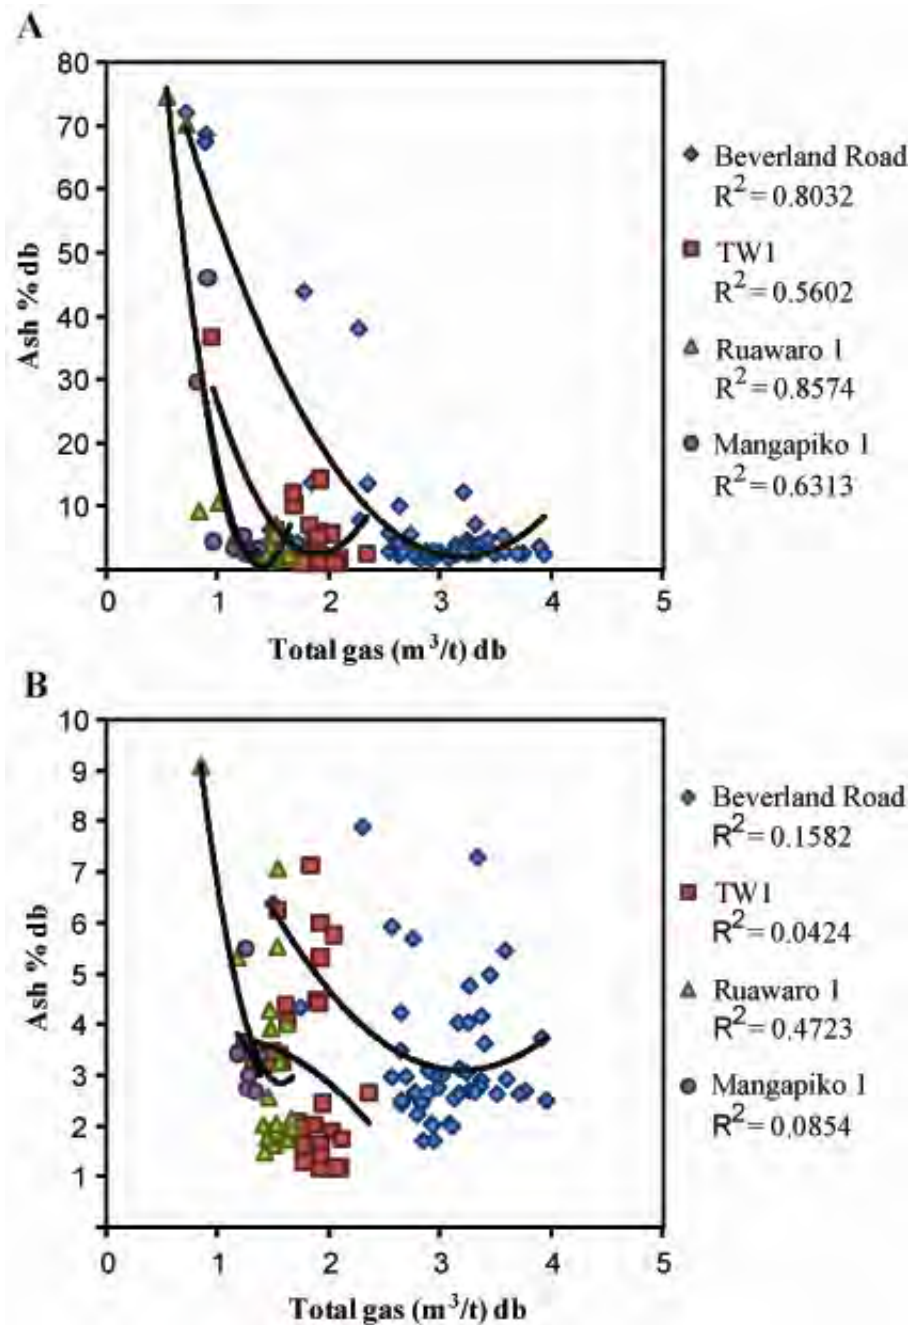 A
80
70
60
50
40
30
20
10
Ash % db
0 1 2 3 4 5
Total gas (m³/t) db
Beverland Road
R² = 0.8032
TW1
R² = 0.5602
Ruawaro 1
R² = 0.8574
Mangapiko 1
R² = 0.6313
B
10
9
8
7
6
5
4
3
2
1
Ash % db
0 1 2 3 4 5
Total gas (m³/t) db
Beverland Road
R² = 0.1582
TW1
R² = 0.0424
Ruawaro 1
R² = 0.4723
Mangapiko 1
R² = 0.0854